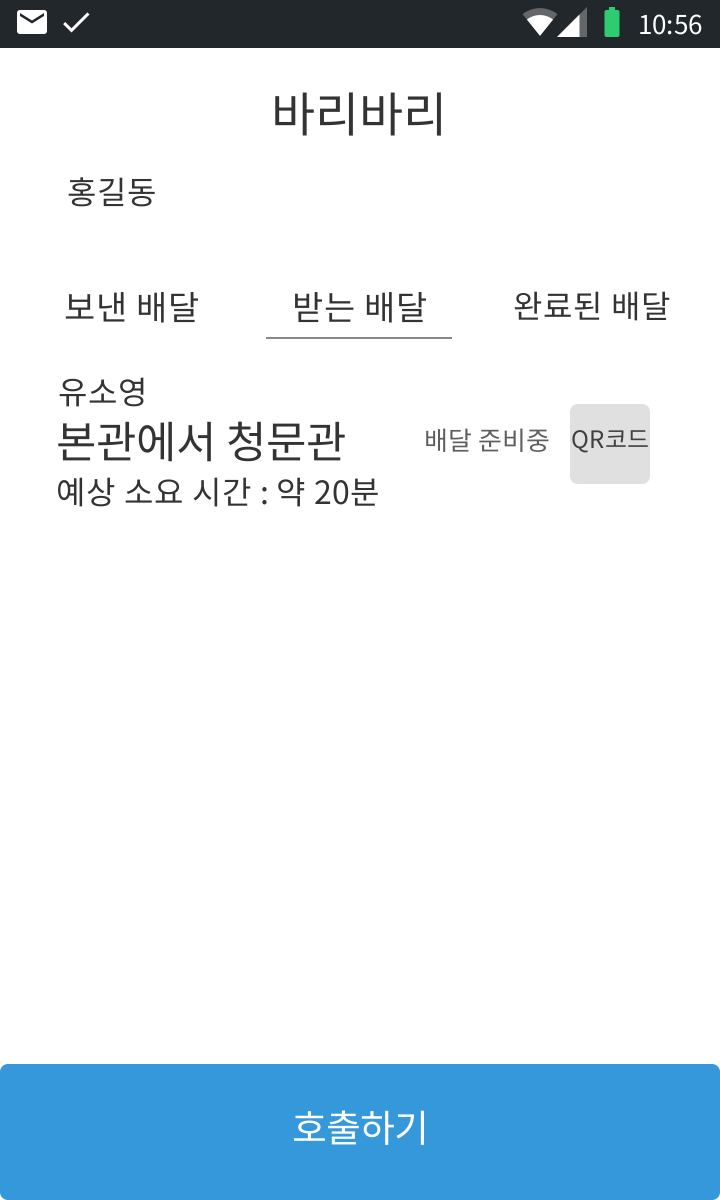 10:56
바리바리
홍길동
보낸 배달 받는 배달 완료된 배달
유소영
본관에서 청문관
배달 준비중 QR코드
예상 소요 시간 : 약 20분
호출하기